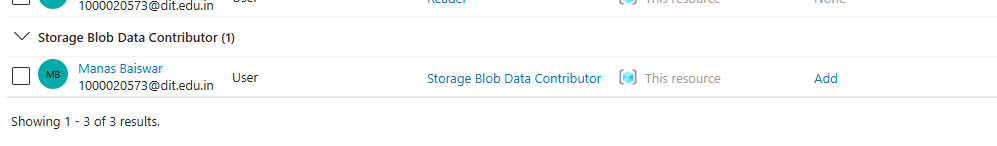 Reader
This resource
None
1000020573@dit.edu.in
User
Storage Blob Data Contributor (1)
MB
Manas Baiswar
1000020573@dit.edu.in
User
Storage Blob Data Contributor
This resource
Add
Showing 1 - 3 of 3 results.